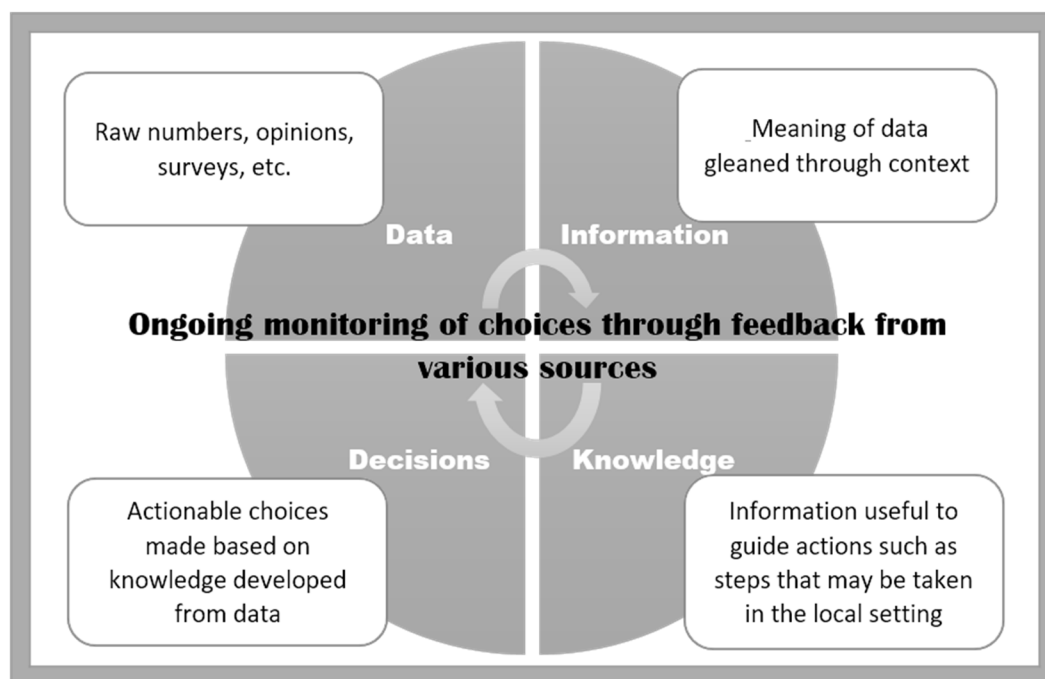 Raw numbers, opinions,
surveys, etc.
Meaning of data
gleaned through context
Data
Information
Ongoing monitoring of choices through feedback from
various sources
Decisions
Knowledge
Actionable choices
made based on
knowledge developed
from data
Information useful to
guide actions such as
steps that may be taken
in the local setting